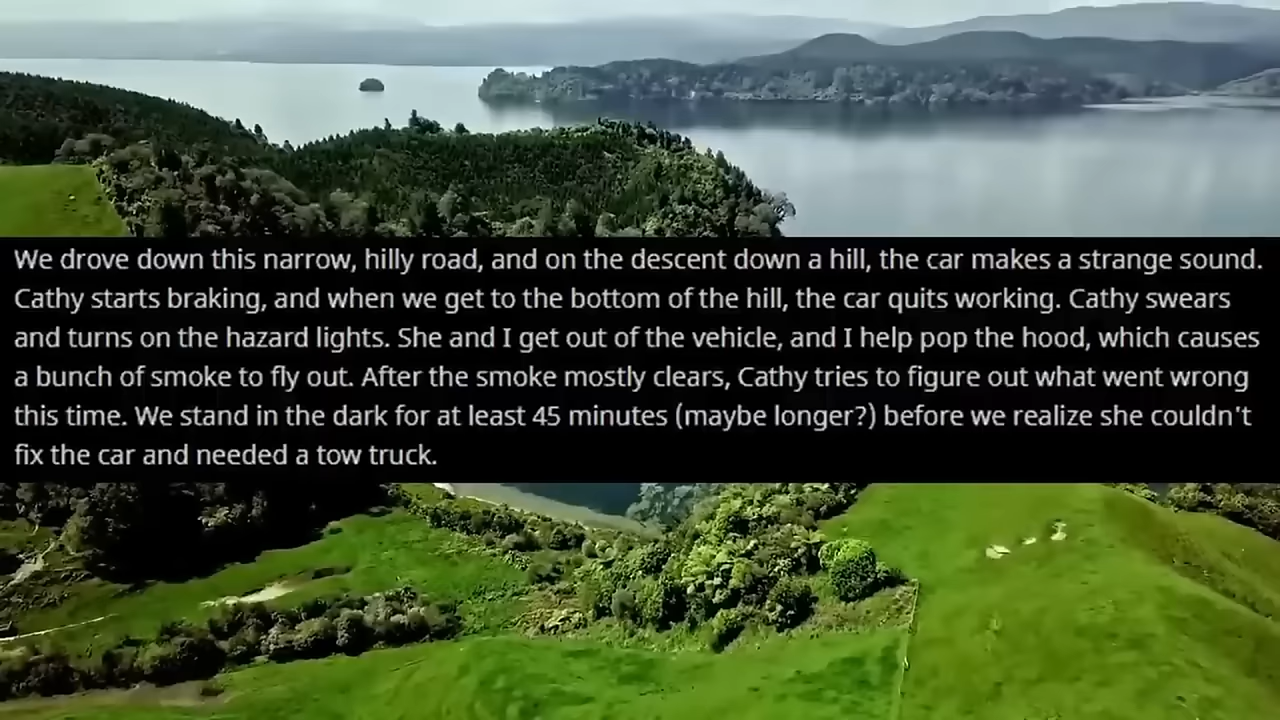 We drove down this narrow, hilly road, and on the descent down a hill, the car makes a strange sound.
Cathy starts braking, and when we get to the bottom of the hill, the car quits working. Cathy swears
and turns on the hazard lights. She and I get out of the vehicle, and I help pop the hood, which causes
a bunch of smoke to fly out. After the smoke mostly clears, Cathy tries to figure out what went wrong
this time. We stand in the dark for at least 45 minutes (maybe longer?) before we realize she couldn't
fix the car and needed a tow truck.